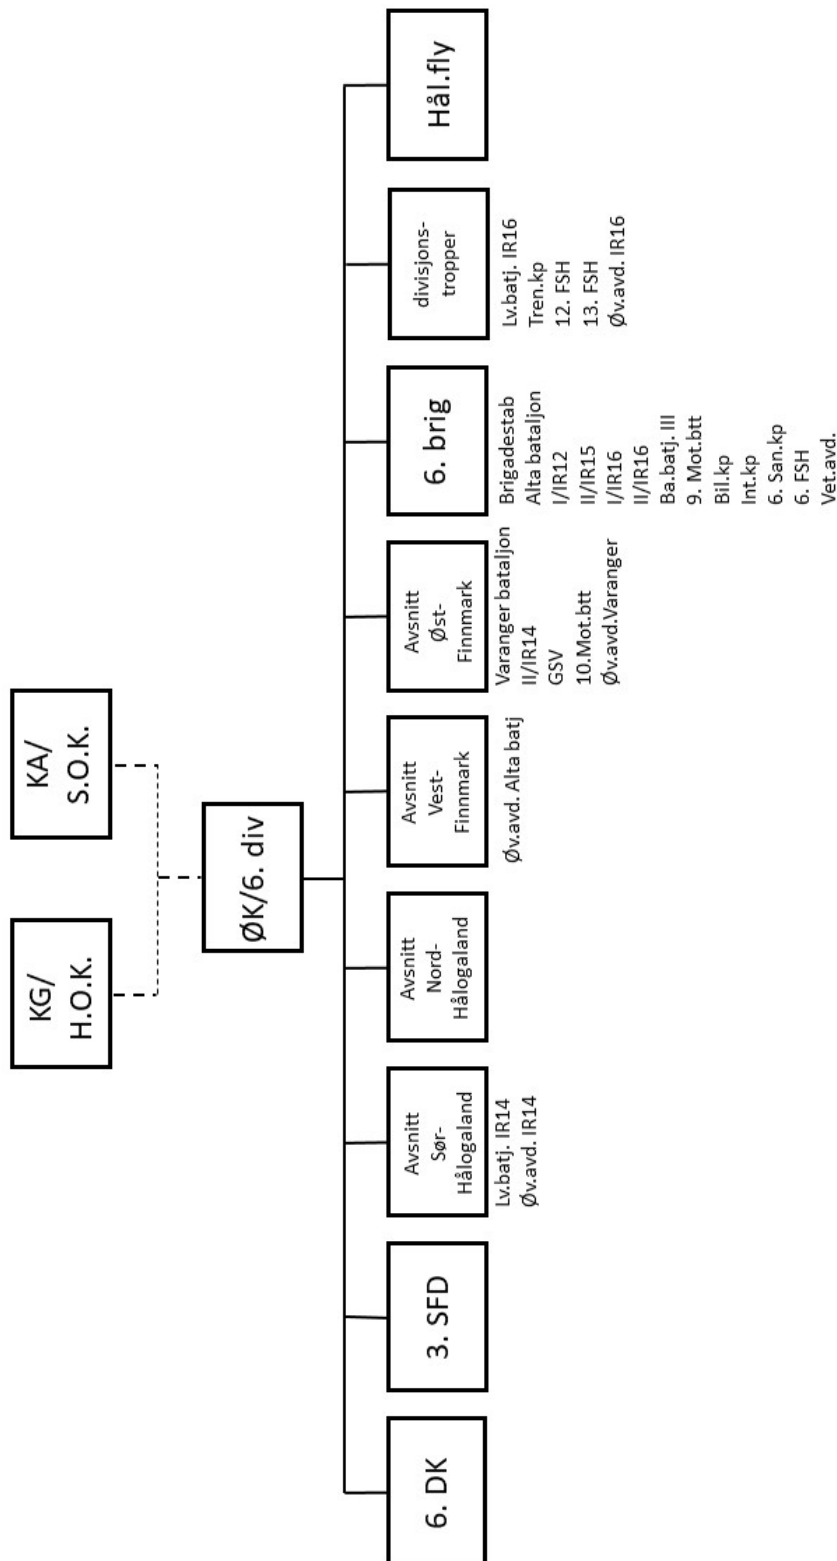 KG/
H.O.K.
KA/
S.O.K.
ØK/6. div
6. DK
3. SFD
Avsnitt
Sør-
Hålogaland
Lv.batj. IR14
Øv.avd. IR14
Avsnitt
Nord-
Hålogaland
Avsnitt
Vest-
Finnmark
Øv.avd. Alta batj
Avsnitt
Øst-
Finnmark
Varanger bataljon
II/IR14
GSV
10.Mot.btt
Øv.avd.Varanger
6. brig
Brigadestab
Alta bataljon
I/IR12
II/IR15
I/IR16
II/IR16
Ba.batj. III
9. Mot.btt
Bil.kp
Int.kp
6. San.kp
6. FSH
Vet.avd.
divisjons-
tropper
Lv.batj. IR16
Tren.kp
12. FSH
13. FSH
Øv.avd. IR16
Hål.fly